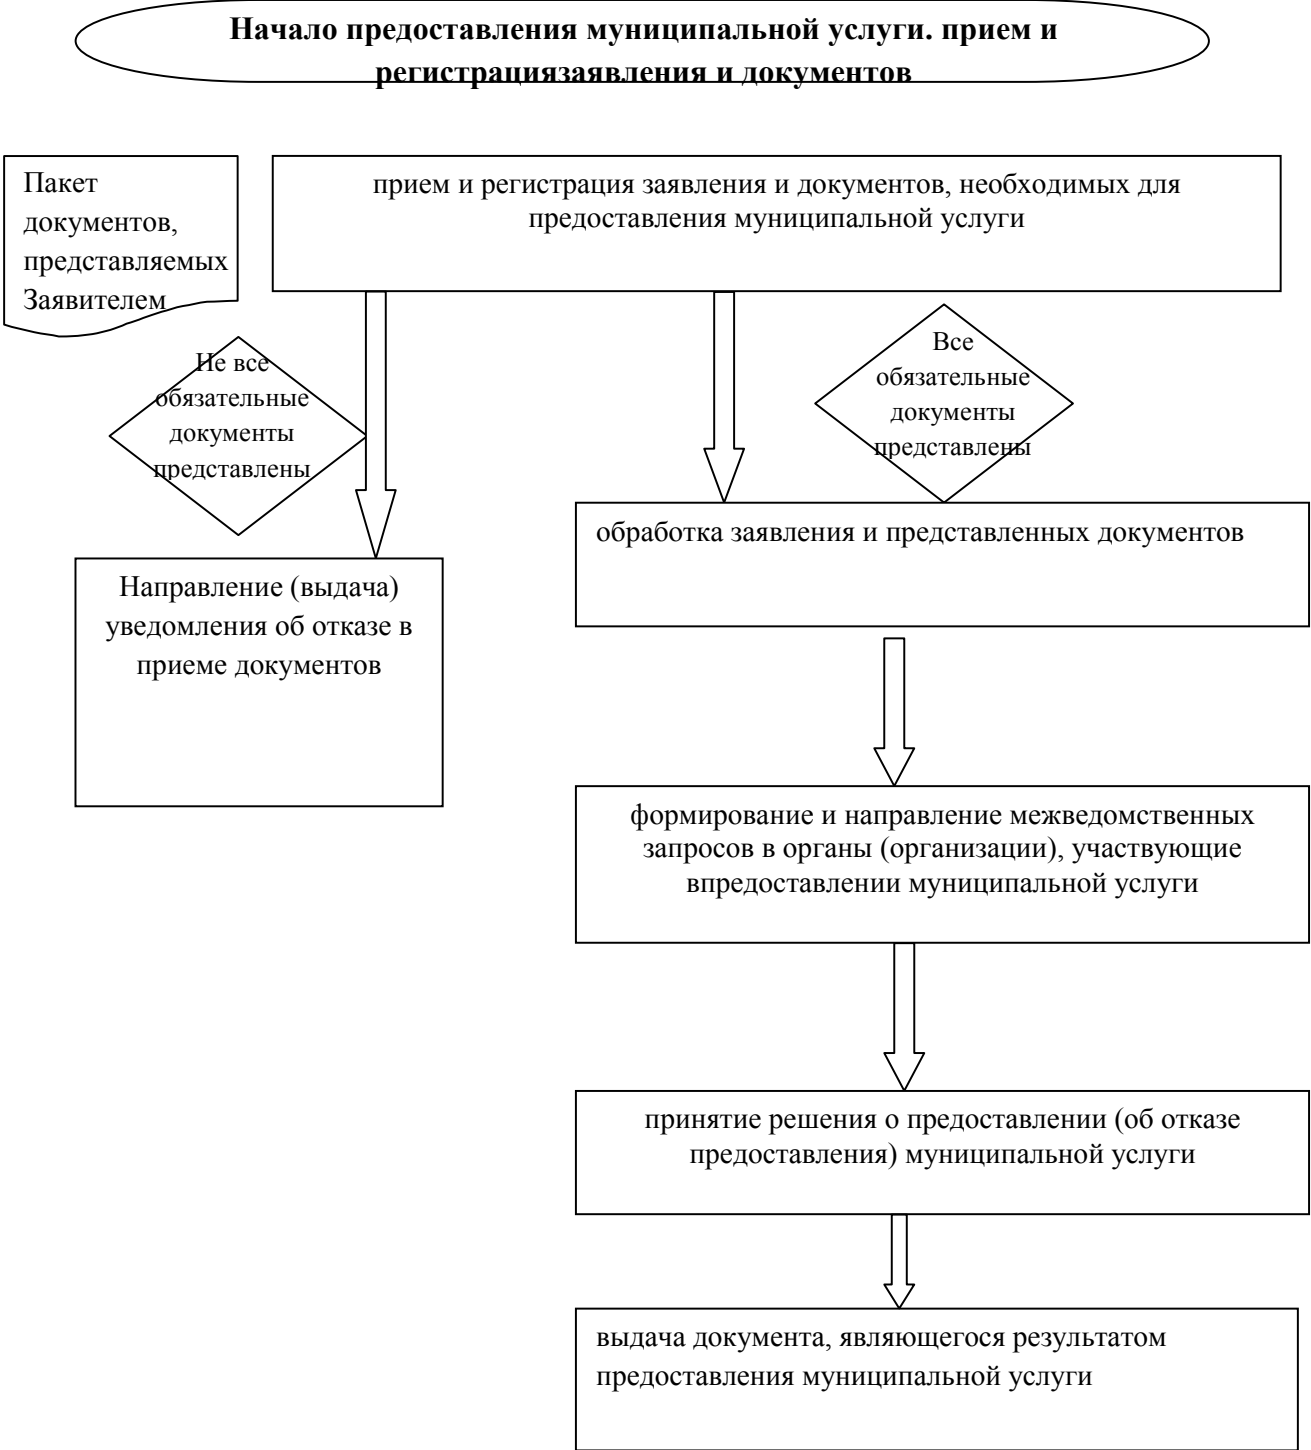 Начало предоставления муниципальной услуги. прием и
регистрациязаявления и документов
Пакет
документов,
представляемых
Заявителем
прием и регистрация заявления и документов, необходимых для
предоставления муниципальной услуги
Не все
обязательные
документы
представлены
Все
обязательные
документы
представлены
обработка заявления и представленных документов
Направление (выдача)
уведомления об отказе в
приеме документов
формирование и направление межведомственных
запросов в органы (организации), участвующие
впредоставлении муниципальной услуги
принятие решения о предоставлении (об отказе
предоставления) муниципальной услуги
выдача документа, являющегося результатом
предоставления муниципальной услуги